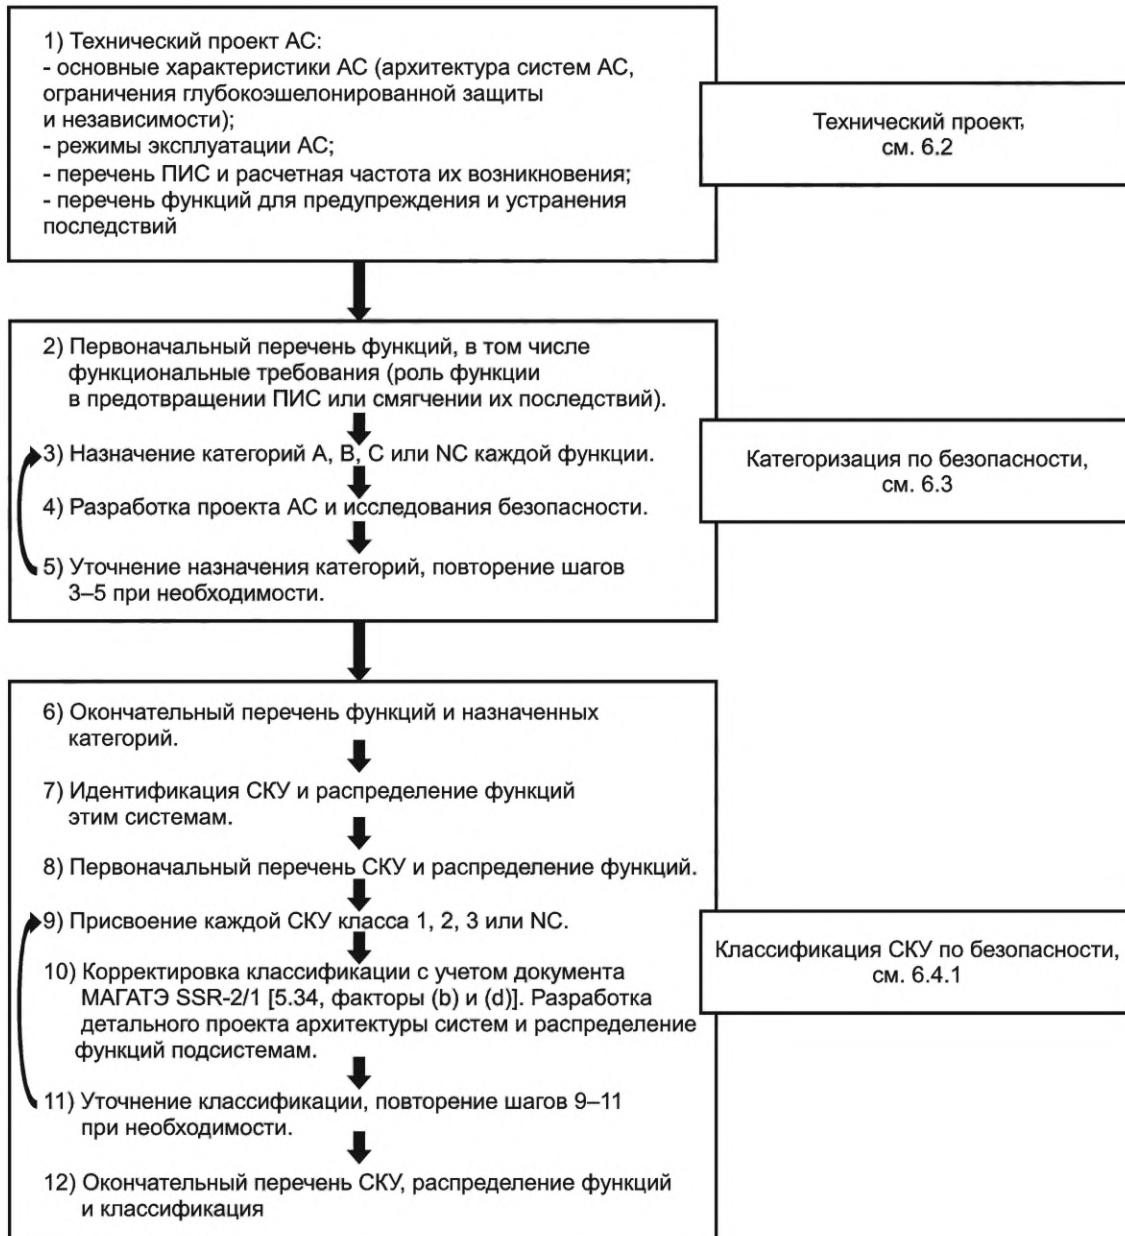 1) Технический проект АС:
- основные характеристики АС (архитектура систем АС,
ограничения глубокоэшелонированной защиты
и независимости);
- режимы эксплуатации АС;
- перечень ПИС и расчетная частота их возникновения;
- перечень функций для предупреждения и устранения
последствий
Технический проект,
см. 6.2
2) Первоначальный перечень функций, в том числе
функциональные требования (роль функции
в предотвращении ПИС или смягчении их последствий).
3) Назначение категорий А, В, С или NC каждой функции.
4) Разработка проекта АС и исследования безопасности.
5) Уточнение назначения категорий, повторение шагов
3–5 при необходимости.
Категоризация по безопасности,
см. 6.3
6) Окончательный перечень функций и назначенных
категорий.
7) Идентификация СКУ и распределение функций
этим системам.
8) Первоначальный перечень СКУ и распределение функций.
9) Присвоение каждой СКУ класса 1, 2, 3 или NC.
10) Корректировка классификации с учетом документа
МАГАТЭ SSR-2/1 [5.34, факторы (b) и (d)]. Разработка
детального проекта архитектуры систем и распределение
функций подсистемам.
11) Уточнение классификации, повторение шагов 9–11
при необходимости.
12) Окончательный перечень СКУ, распределение функций
и классификация
Классификация СКУ по безопасности,
см. 6.4.1